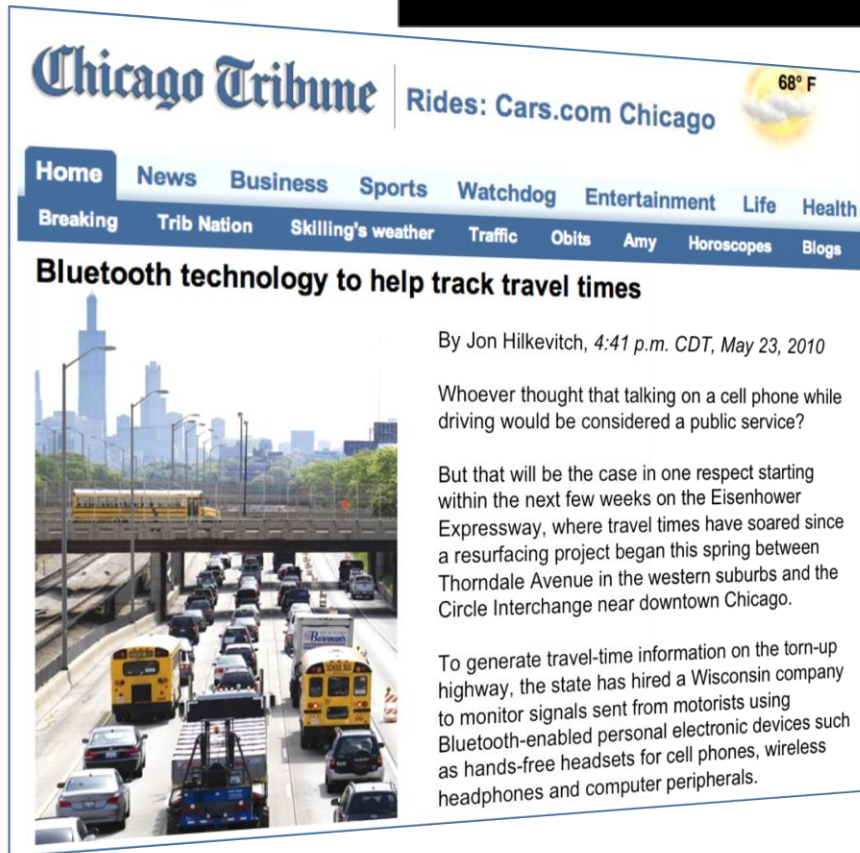 Chicago Tribune
Rides: Cars.com Chicago
68° F
Home News Business Sports Watchdog Entertainment Life Health
Breaking Trib Nation Skilling's weather Traffic Obits Amy Horoscopes Blogs
Bluetooth technology to help track travel times
By Jon Hilkevitch, 4:41 p.m. CDT, May 23, 2010
Whoever thought that talking on a cell phone while
driving would be considered a public service?
But that will be the case in one respect starting
within the next few weeks on the Eisenhower
Expressway, where travel times have soared since
a resurfacing project began this spring between
Thorndale Avenue in the western suburbs and the
Circle Interchange near downtown Chicago.
To generate travel-time information on the torn-up
highway, the state has hired a Wisconsin company
to monitor signals sent from motorists using
Bluetooth-enabled personal electronic devices such
as hands-free headsets for cell phones, wireless
headphones and computer peripherals.
SCHOOL BUS